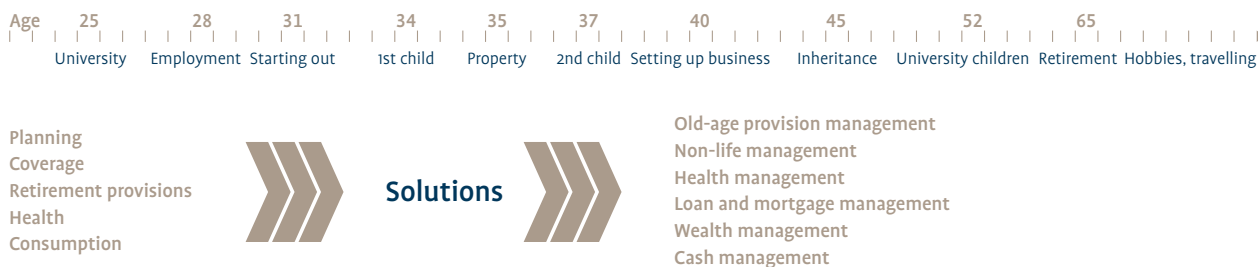 Age 25 28 31 34 35 37 40 45 52 65
University Employment Starting out 1st child Property 2nd child Setting up business Inheritance University children Retirement Hobbies, travelling
Planning
Coverage
Retirement provisions
Health
Consumption
Solutions
Old-age provision management
Non-life management
Health management
Loan and mortgage management
Wealth management
Cash management